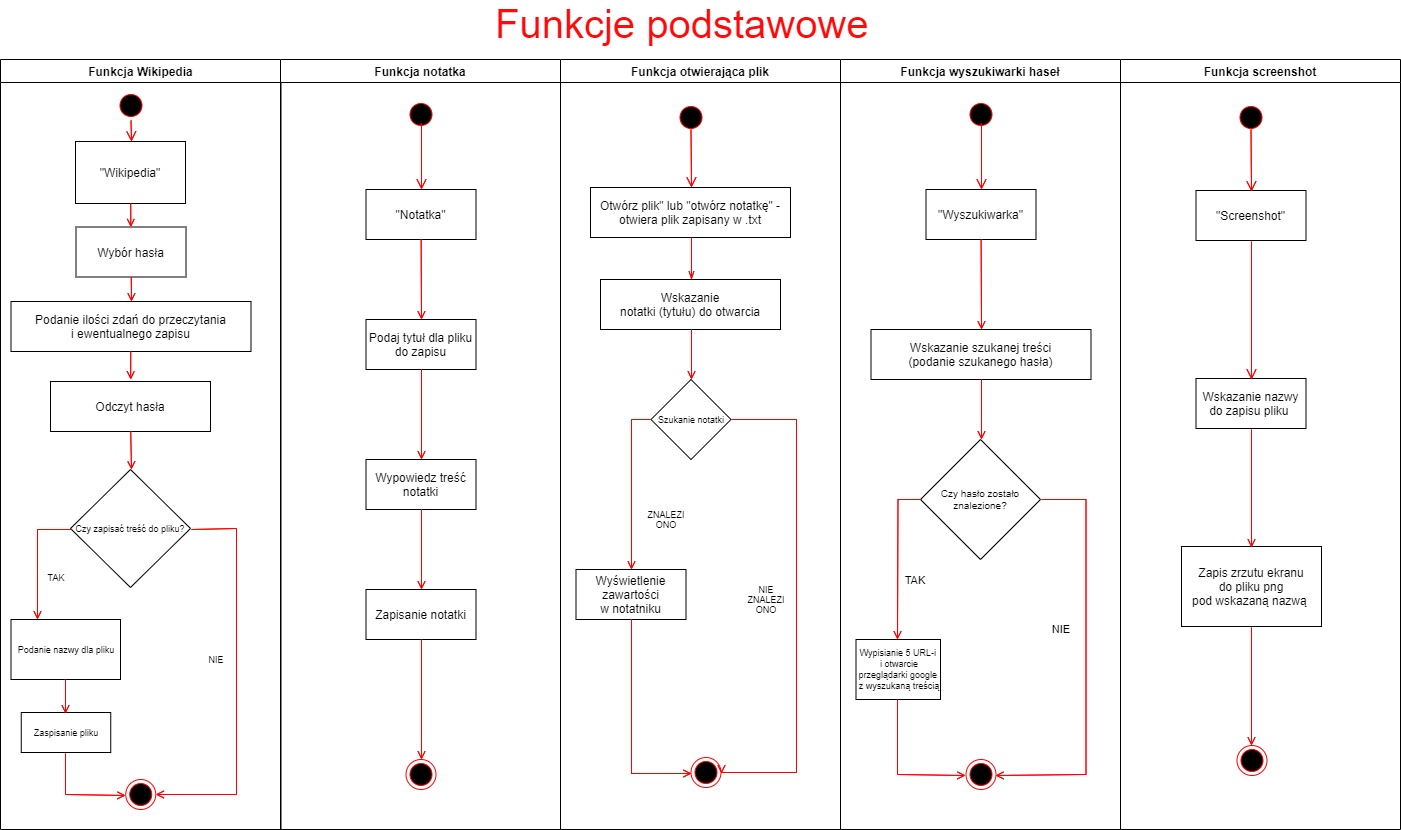 Funkcje podstawowe
Funkcja Wikipedia
"Wikipedia"
Wybór hasła
Podanie ilości zdań do przeczytania
i ewentualnego zapisu
Odczyt hasła
Czy zapisać treść do pliku?
TAK
NIE
Podanie nazwy dla pliku
Zaspisanie pliku
Funkcja notatka
"Notatka"
Podaj tytuł dla pliku
do zapisu
Wypowiedz treść
notatki
Zapisanie notatki
Funkcja otwierająca plik
Otwórz plik" lub "otwórz notatkę" -
otwiera plik zapisany w .txt
Wskazanie
notatki (tytułu) do otwarcia
Szukanie notatki
ZNALEZI
ONO
NIE
ZNALEZI
ONO
Wyświetlenie
zawartości
w notatniku
Funkcja wyszukiwarki haseł
"Wyszukiwarka"
Wskazanie szukanej treści
(podanie szukanego hasła)
Czy hasło zostało
znalezione?
TAK
NIE
Wypisianie 5 URL-i
i otwarcie
przeglądarki google
z wyszukaną treścią
Funkcja screenshot
"Screenshot"
Wskazanie nazwy
do zapisu pliku
Zapis zrzutu ekranu
do pliku png
pod wskazaną nazwą